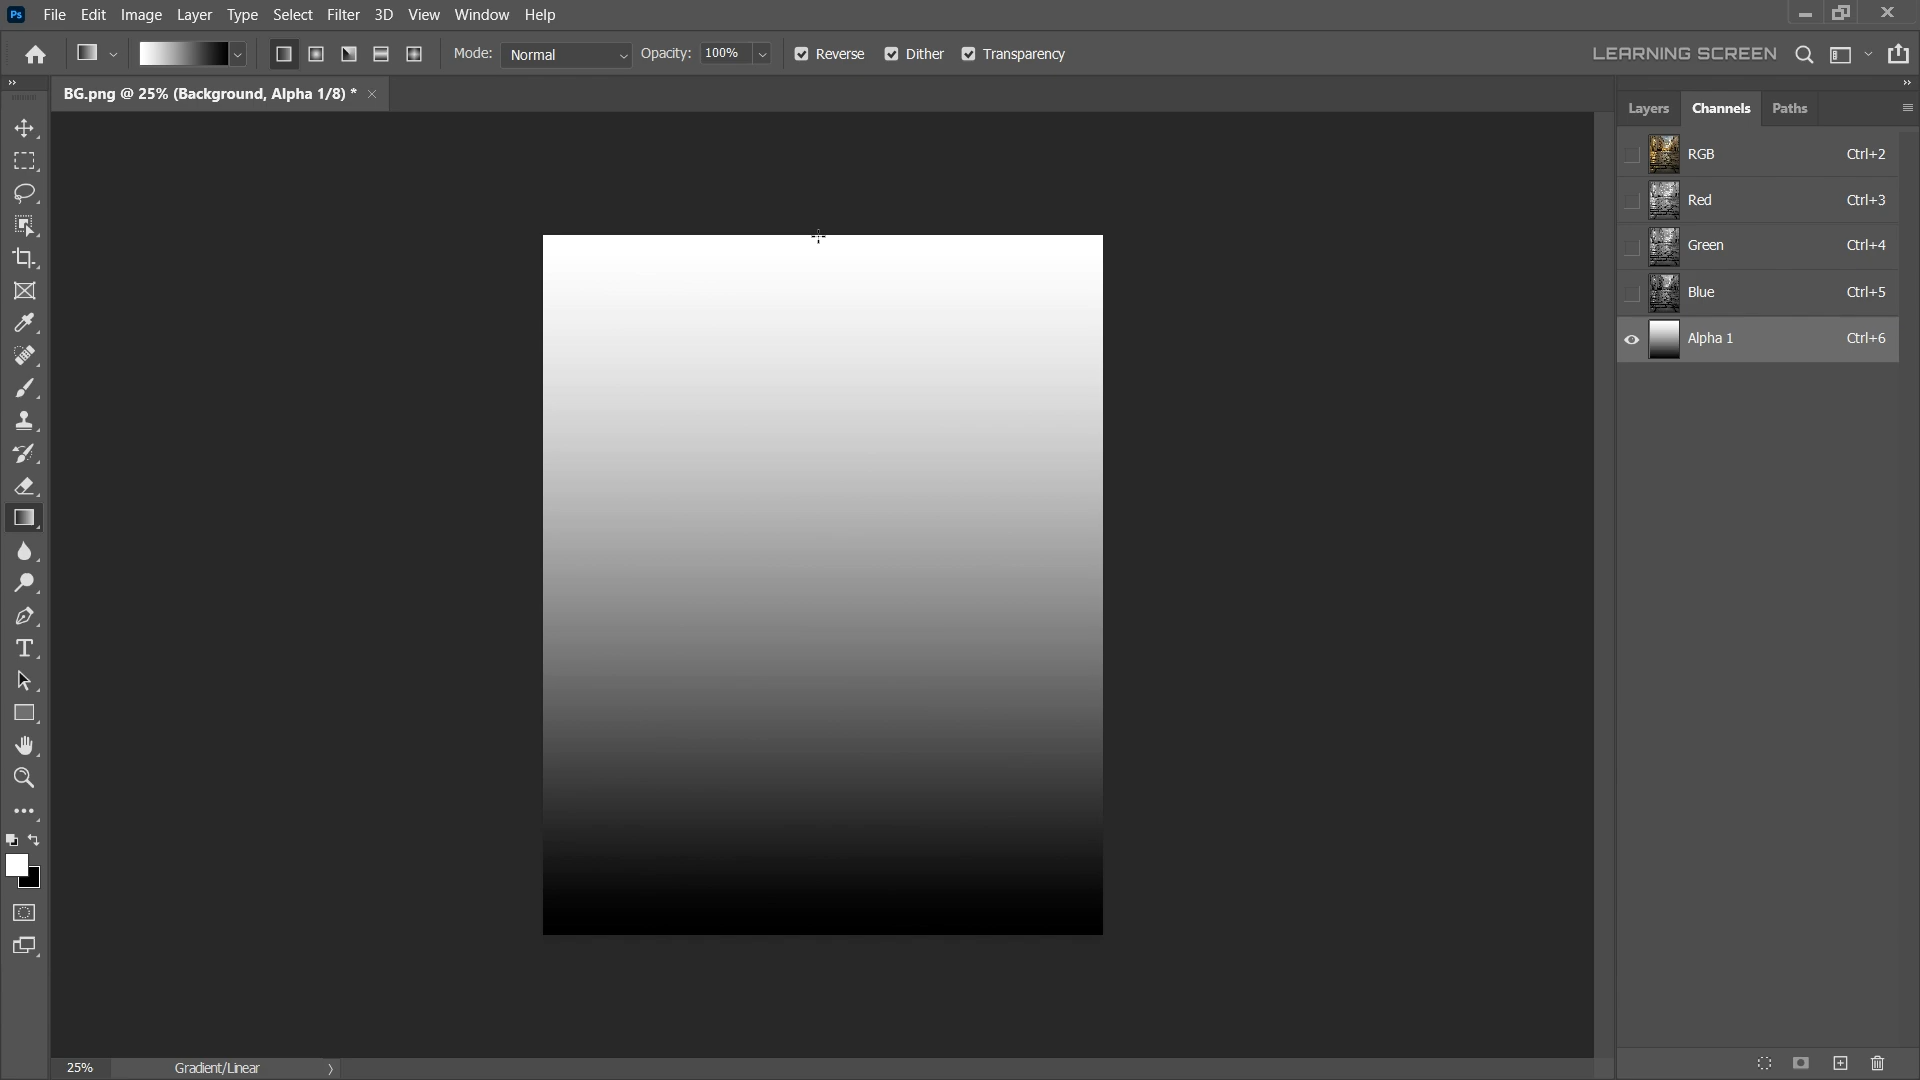 Ps File Edit Image Layer Type Select Filter 3D View Window Help
Mode: Normal Opacity: 100% Reverse Dither Transparency LEARNING SCREEN
BG.png @ 25% (Background, Alpha 1/8) *
Layers Channels Paths
RGB Ctrl+2
Red Ctrl+3
Green Ctrl+4
Blue Ctrl+5
Alpha 1 Ctrl+6
T
25% Gradient/Linear